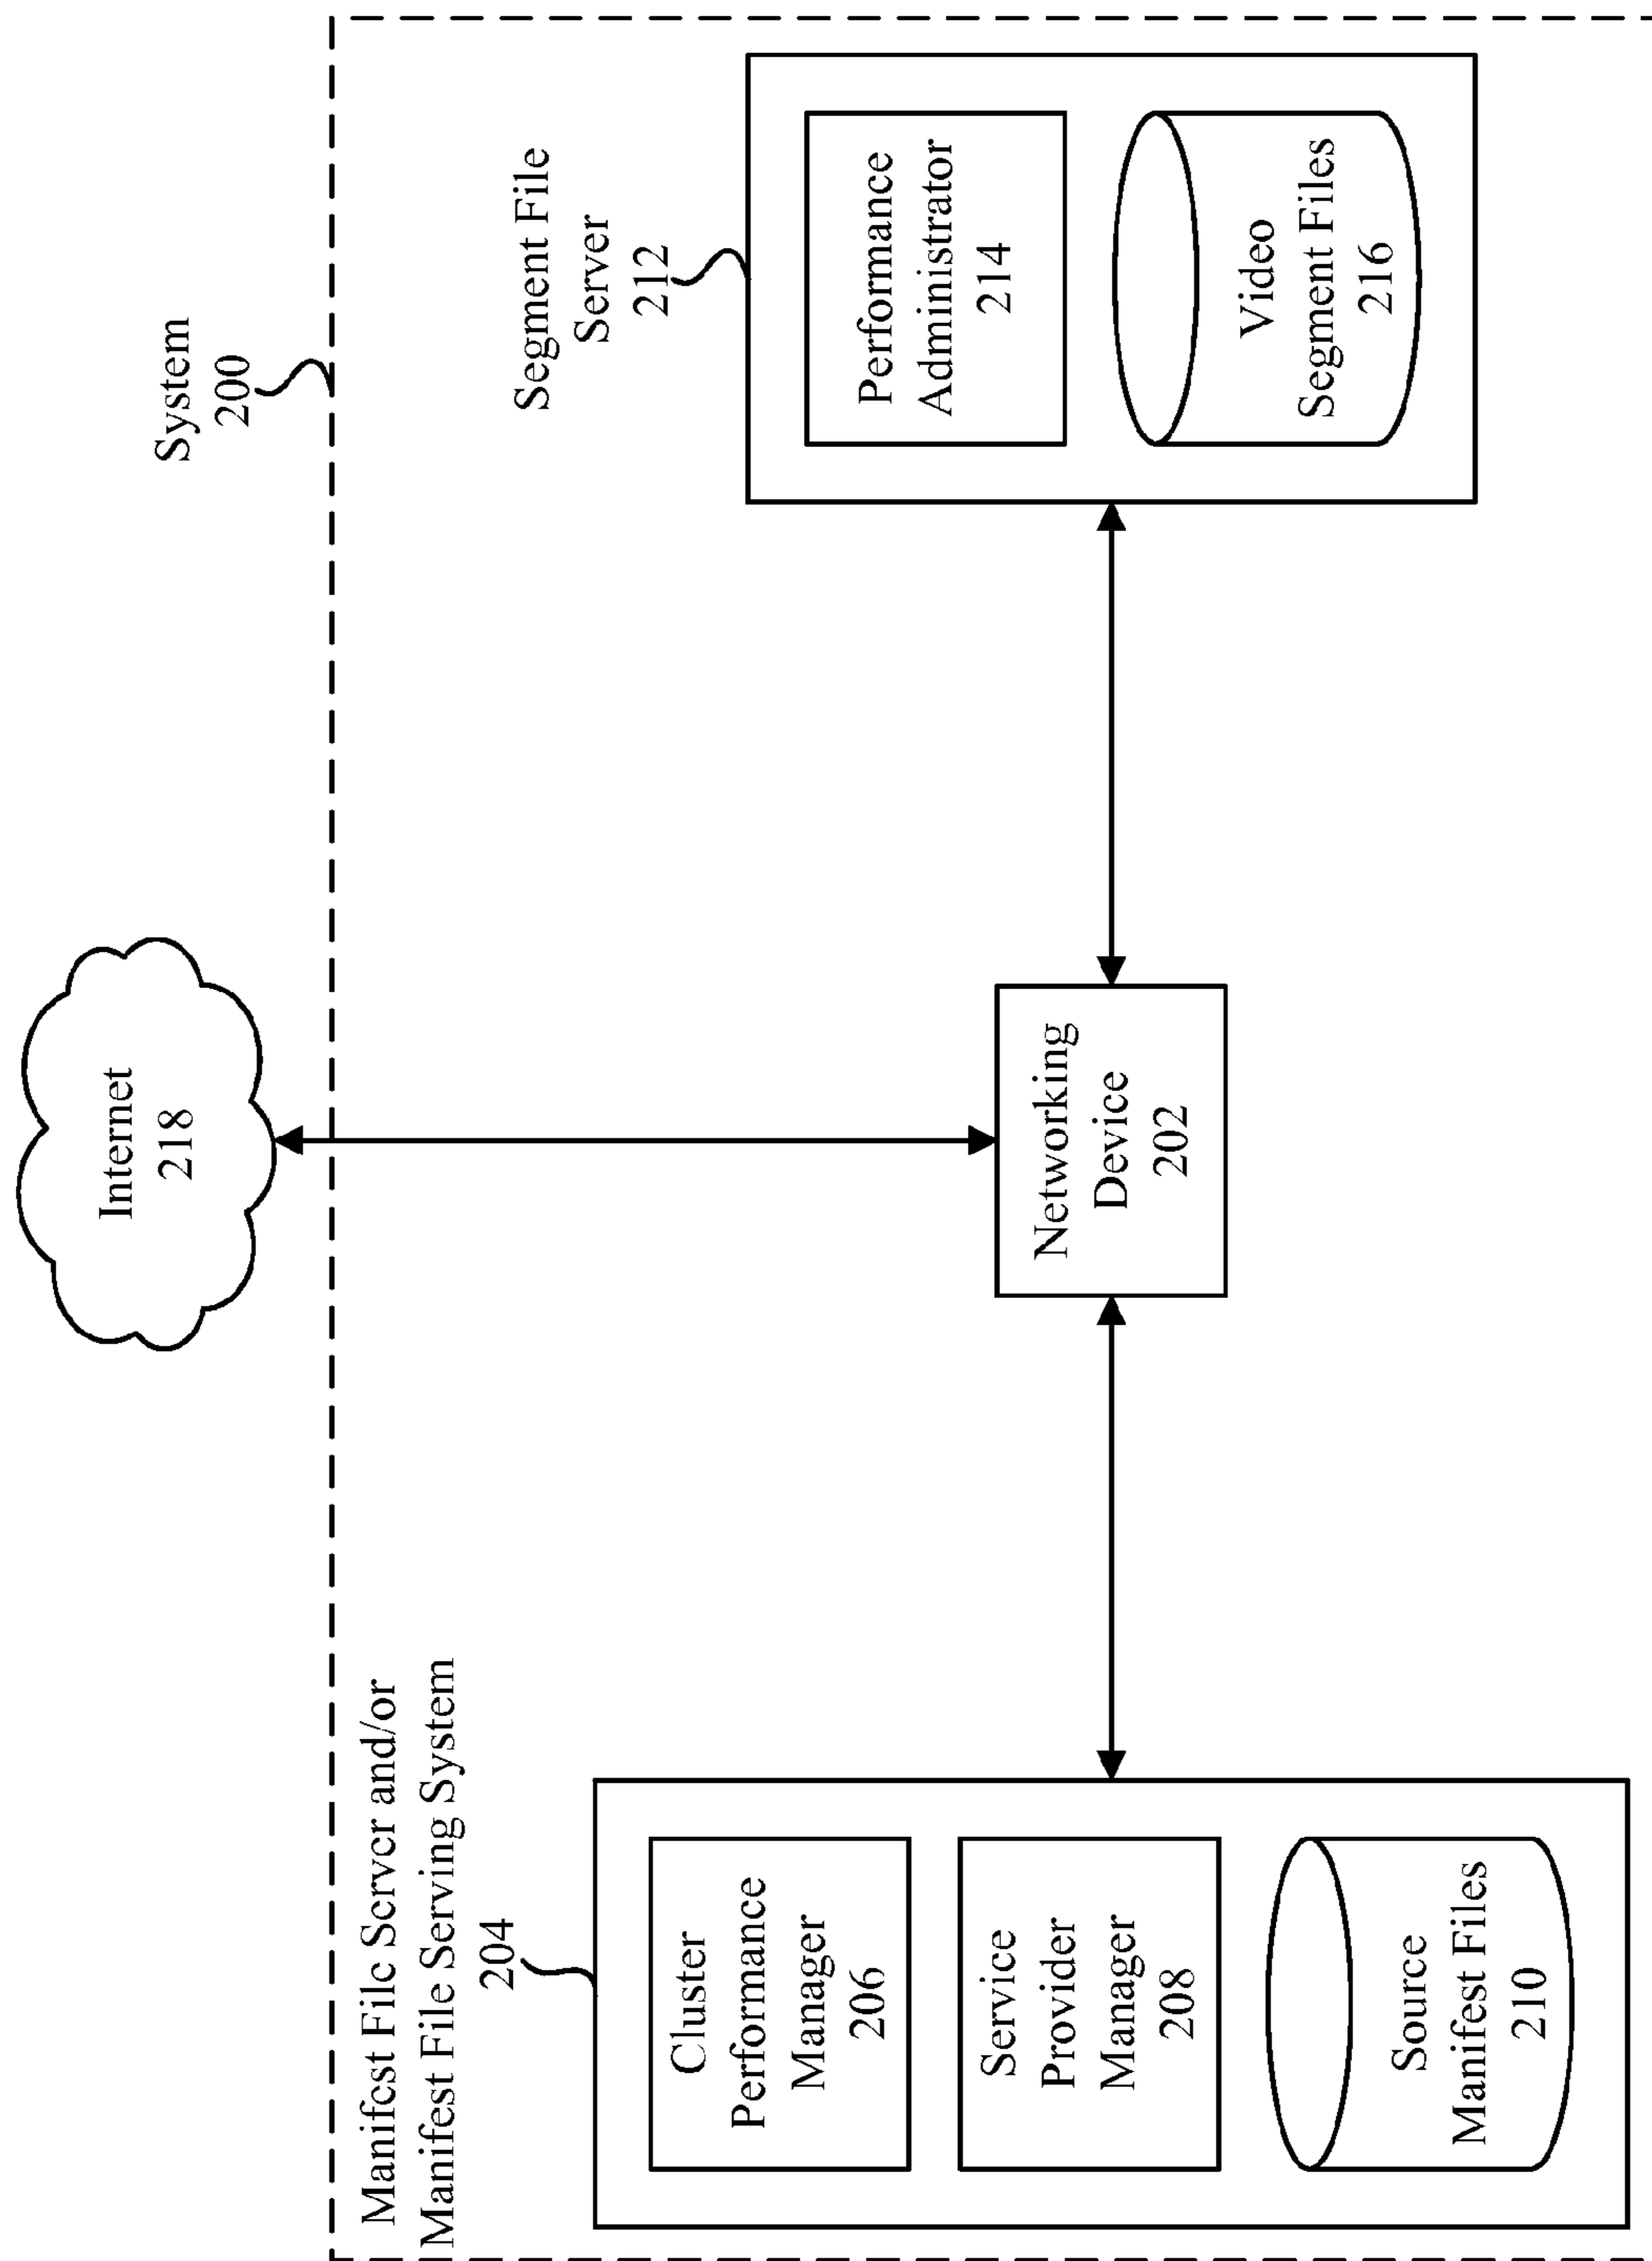 Internet
218
System
200
Manifest File Server and/or
Manifest File Serving System
204
Cluster
Performance
Manager
206
Service
Provider
Manager
208
Source
Manifest Files
210
Networking
Device
202
Segment File
Server
212
Performance
Administrator
214
Video
Segment Files
216